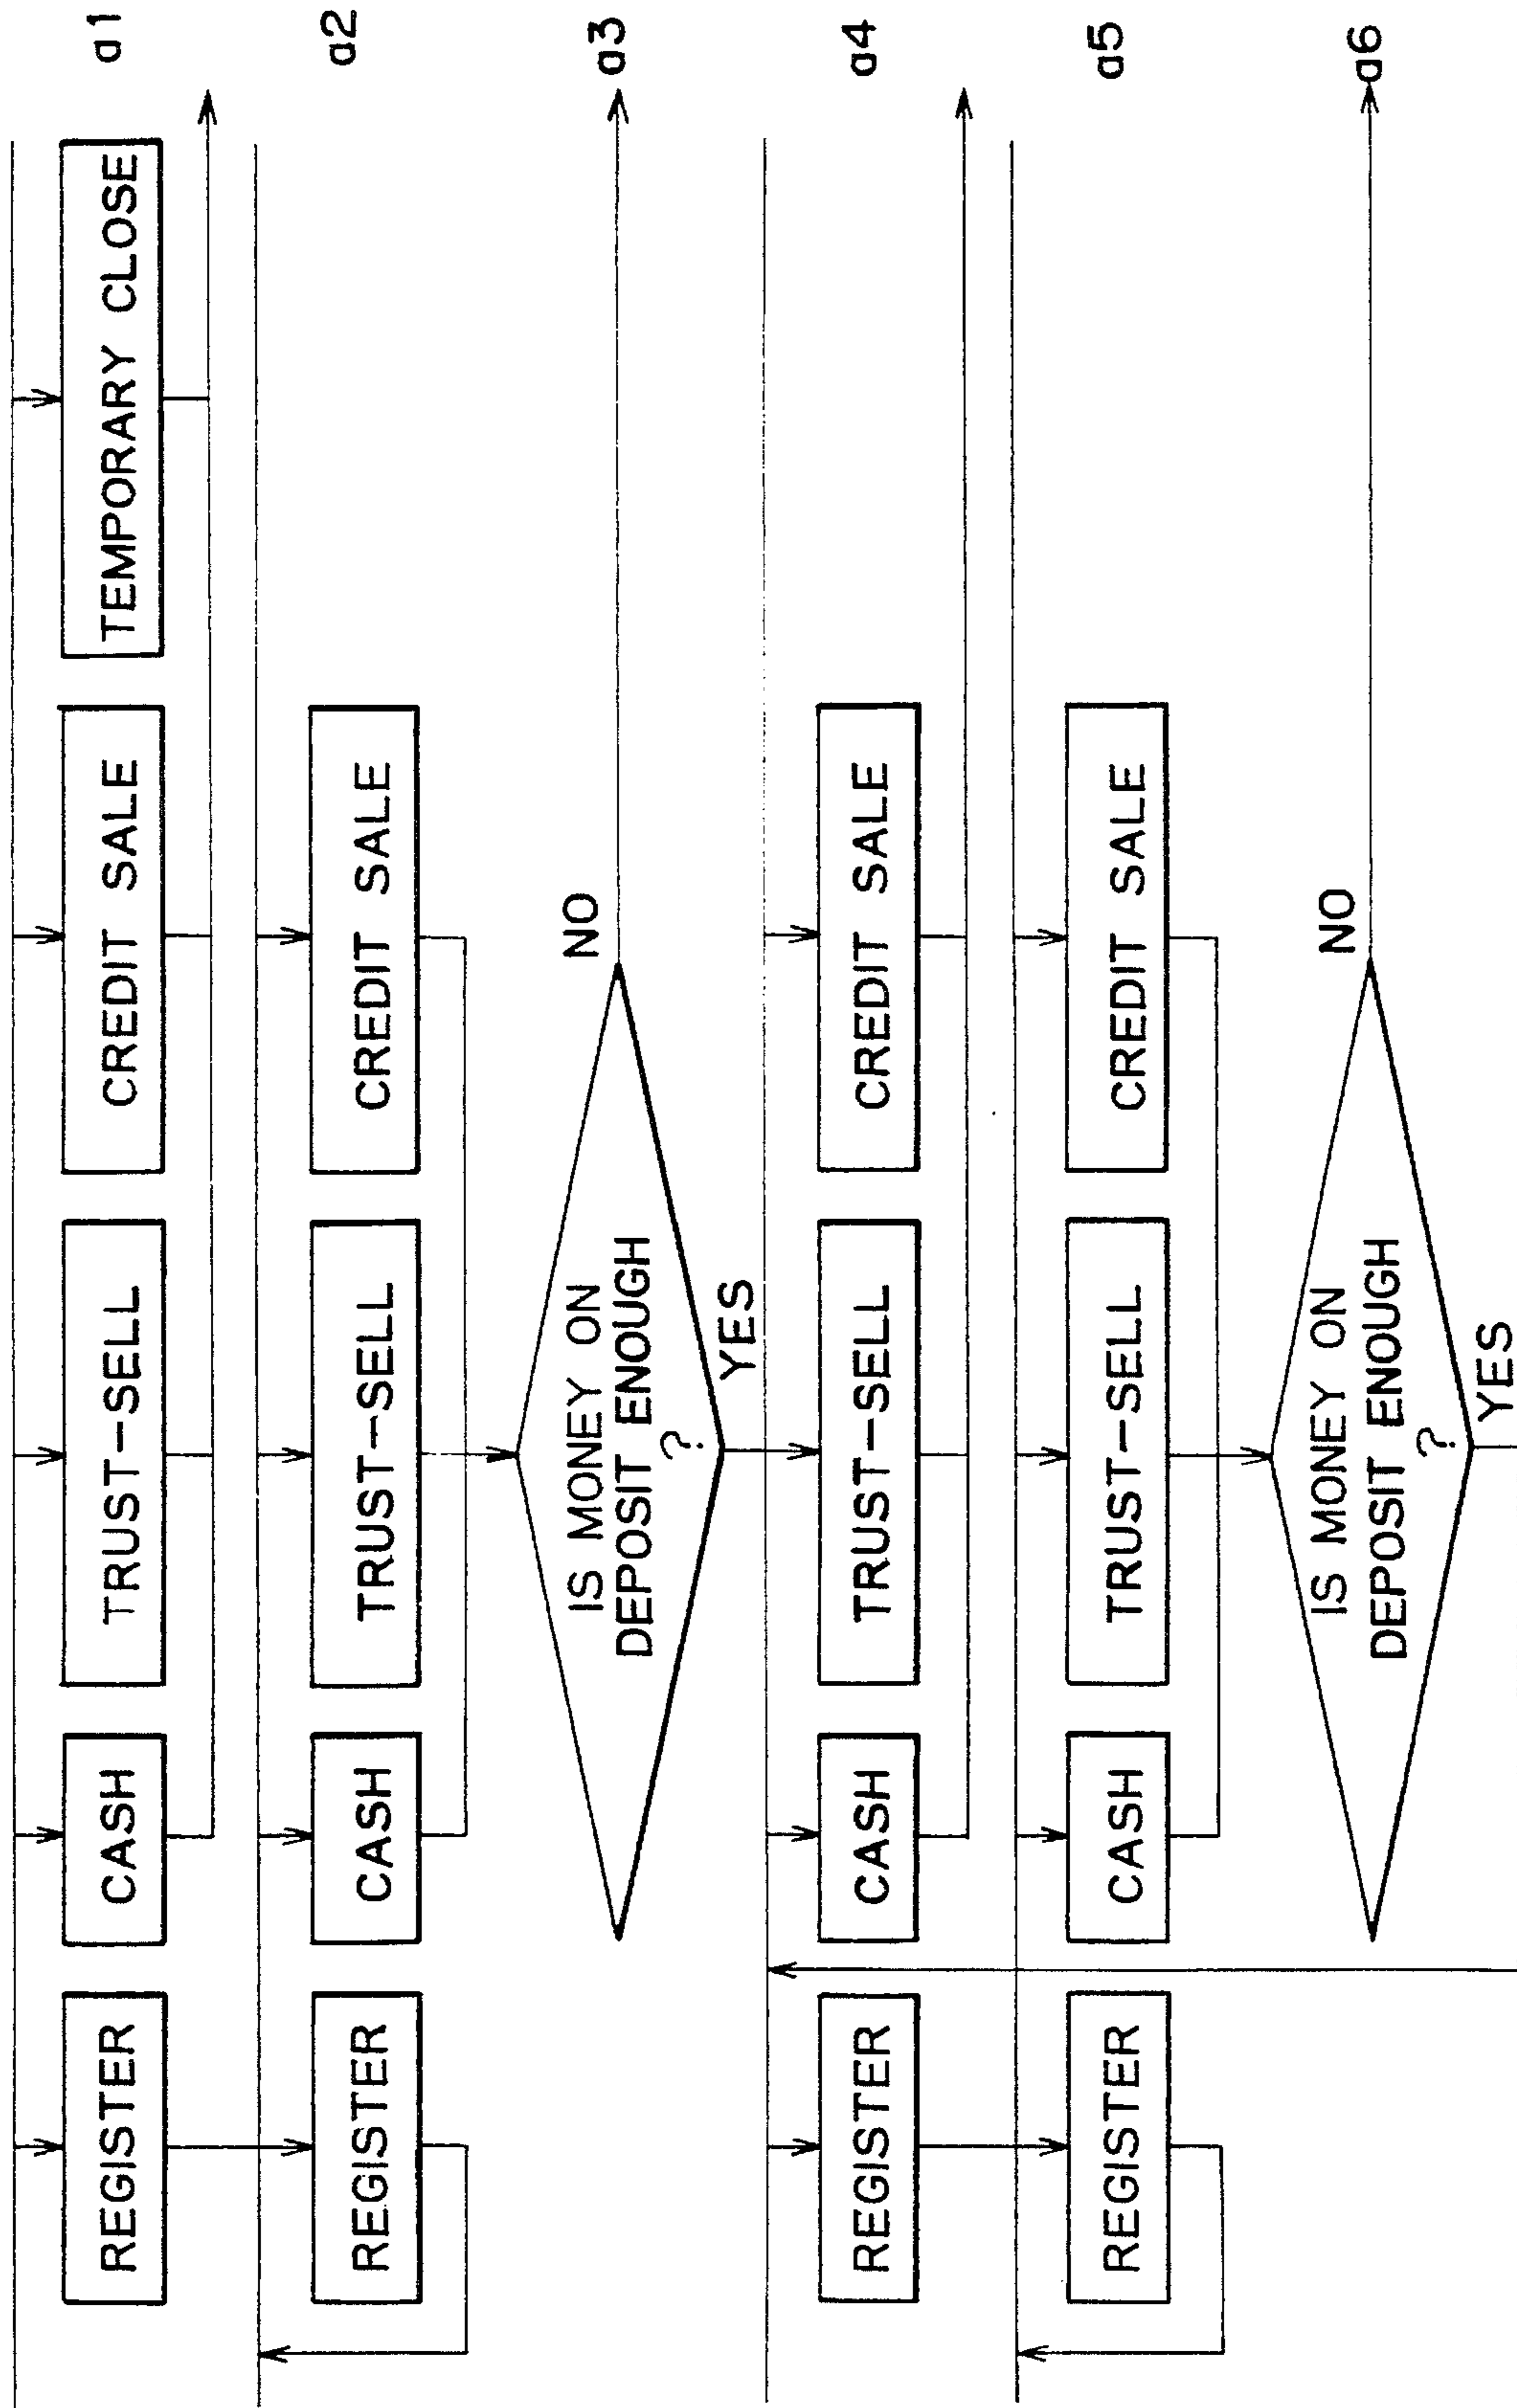 REGISTER
CASH
TRUST-SELL
CREDIT SALE
TEMPORARY CLOSE
a1
REGISTER
CASH
TRUST-SELL
CREDIT SALE
a2
IS MONEY ON
DEPOSIT ENOUGH
?
NO
a3
YES
REGISTER
CASH
TRUST-SELL
CREDIT SALE
a4
REGISTER
CASH
TRUST-SELL
CREDIT SALE
a5
IS MONEY ON
DEPOSIT ENOUGH
?
NO
a6
YES